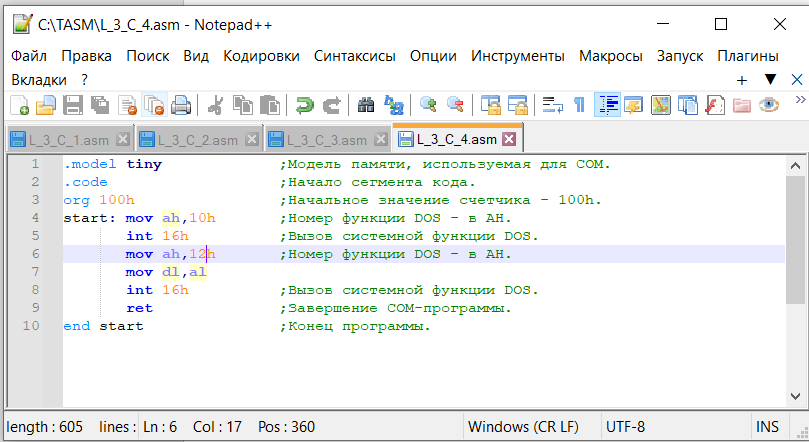 C:\TASM\L_3_C_4.asm - Notepad++
Файл Правка Поиск Вид Кодировки Синтаксисы Опции Инструменты Макросы Запуск Плагины
Вкладки ? + ▼ X
L_3_C_1.asm L_3_C_2.asm L_3_C_3.asm L_3_C_4.asm
1 .model tiny ;Модель памяти, используемая для COM.
2 .code ;Начало сегмента кода.
3 org 100h ;Начальное значение счетчика - 100h.
4 start: mov ah,10h ;Номер функции DOS - в AH.
5 int 16h ;Вызов системной функции DOS.
6 mov ah,12h ;Номер функции DOS - в AH.
7 mov dl,al
8 int 16h ;Вызов системной функции DOS.
9 ret ;Завершение COM-программы.
10 end start ;Конец программы.
length : 605 lines : Ln : 6 Col : 17 Pos : 360 Windows (CR LF) UTF-8 INS